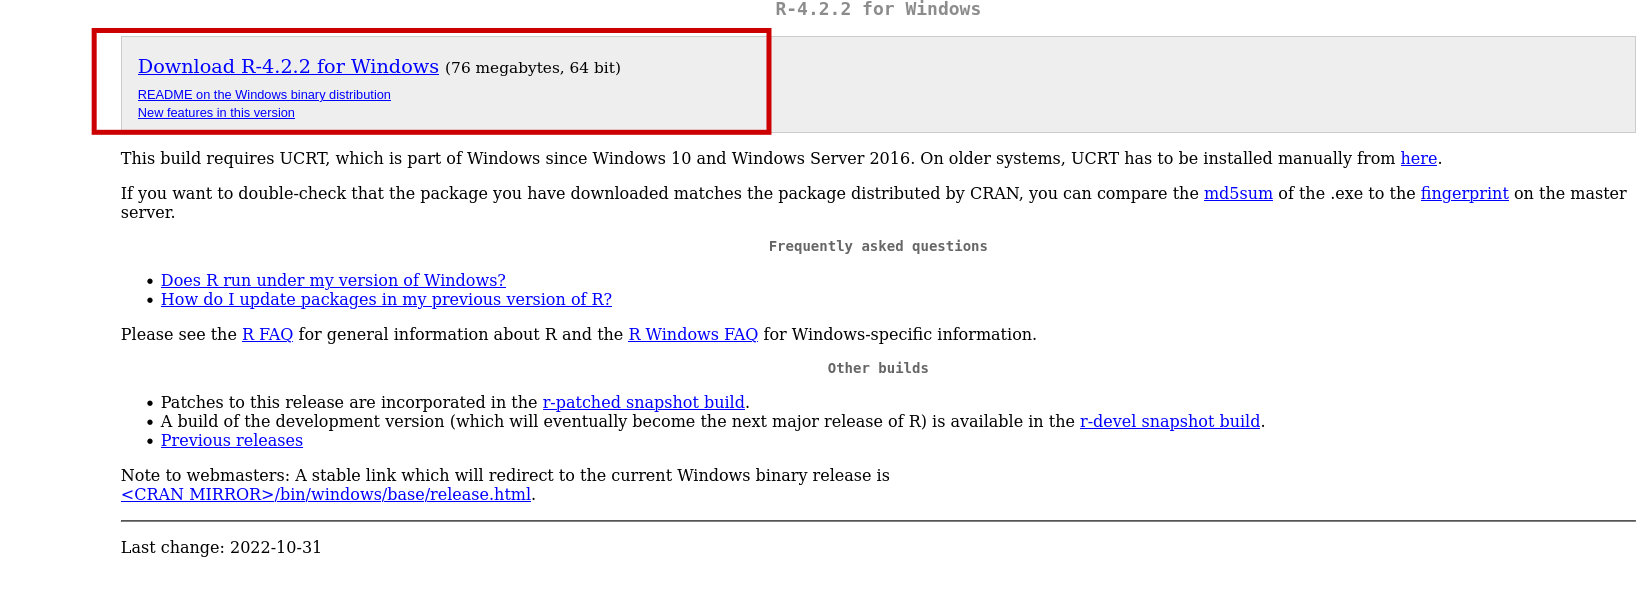 R-4.2.2 for Windows
Download R-4.2.2 for Windows (76 megabytes, 64 bit)
README on the Windows binary distribution
New features in this version
This build requires UCRT, which is part of Windows since Windows 10 and Windows Server 2016. On older systems, UCRT has to be installed manually from here.
If you want to double-check that the package you have downloaded matches the package distributed by CRAN, you can compare the md5sum of the .exe to the fingerprint on the master
server.
Frequently asked questions
• Does R run under my version of Windows?
• How do I update packages in my previous version of R?
Please see the R FAQ for general information about R and the R Windows FAQ for Windows-specific information.
Other builds
• Patches to this release are incorporated in the r-patched snapshot build.
• A build of the development version (which will eventually become the next major release of R) is available in the r-devel snapshot build.
• Previous releases
Note to webmasters: A stable link which will redirect to the current Windows binary release is
<CRAN MIRROR>/bin/windows/base/release.html.
Last change: 2022-10-31